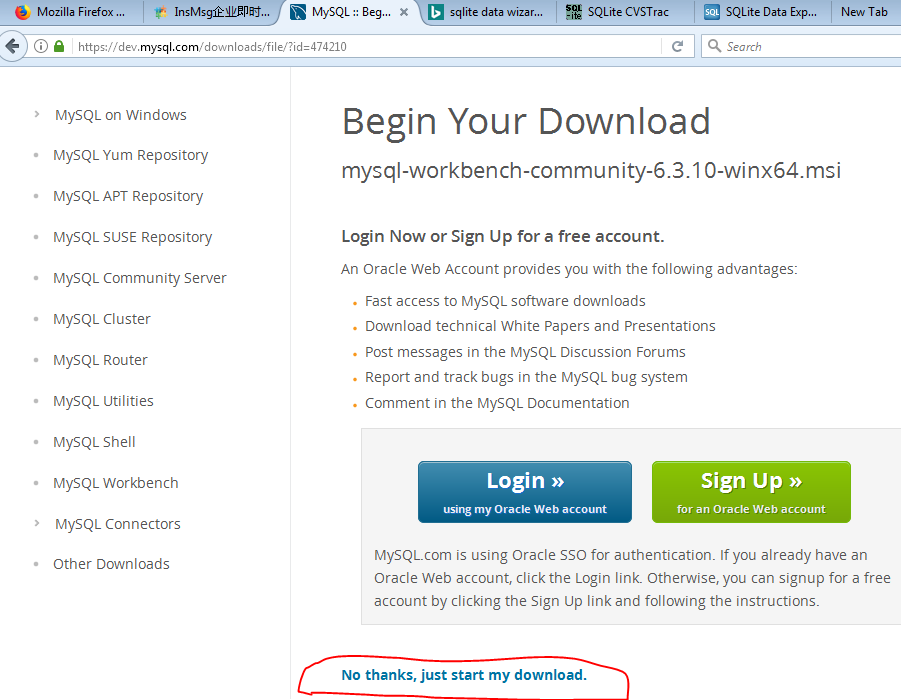 Mozilla Firefox ...
InsMsg企业即时...
MySQL :: Beg...
sqlite data wizar...
SQLite CVSTrac
SQL SQLite Data Exp...
New Tab
https://dev.mysql.com/downloads/file/?id=474210
Search
MySQL on Windows
MySQL Yum Repository
MySQL APT Repository
MySQL SUSE Repository
MySQL Community Server
MySQL Cluster
MySQL Router
MySQL Utilities
MySQL Shell
MySQL Workbench
MySQL Connectors
Other Downloads
Begin Your Download
mysql-workbench-community-6.3.10-winx64.msi
Login Now or Sign Up for a free account.
An Oracle Web Account provides you with the following advantages:
Fast access to MySQL software downloads
Download technical White Papers and Presentations
Post messages in the MySQL Discussion Forums
Report and track bugs in the MySQL bug system
Comment in the MySQL Documentation
Login »
using my Oracle Web account
Sign Up »
for an Oracle Web account
MySQL.com is using Oracle SSO for authentication. If you already have an
Oracle Web account, click the Login link. Otherwise, you can signup for a free
account by clicking the Sign Up link and following the instructions.
No thanks, just start my download.